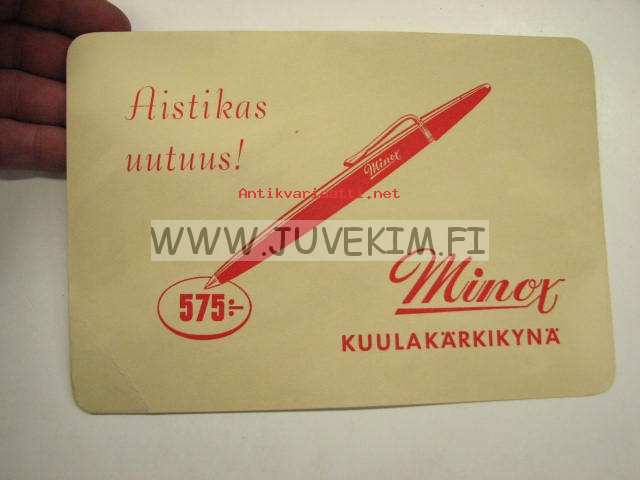 Aistikas
uutuus!
Minox
Antikvariaatti.net
WWW.JUVEKIM.FI
575:-
Minox
KUULAKÄRKIKYNÄ